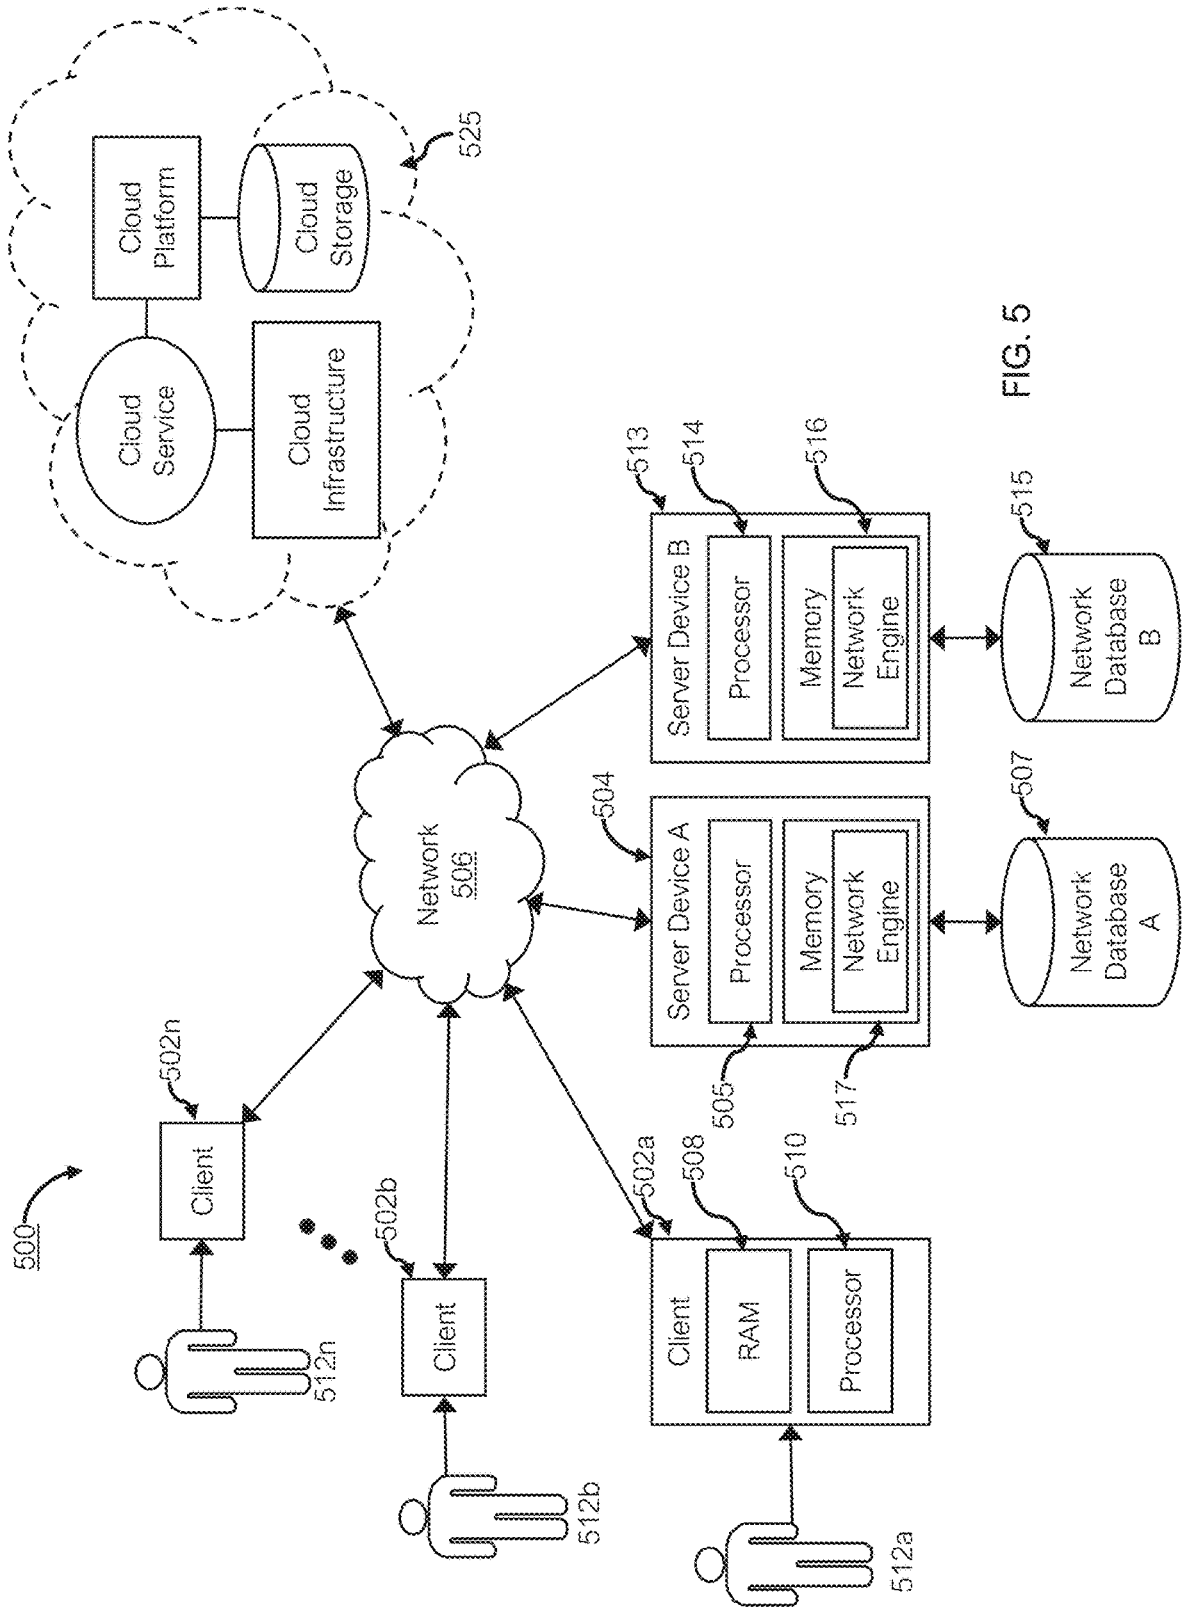 500
512n
Client
502n
512b
Client
502b
512a
Client
502a
RAM
508
Processor
510
Network
506
Cloud
Service
Cloud
Platform
Cloud
Infrastructure
Cloud
Storage
525
Server Device A
504
Processor
505
Memory
Network
Engine
517
Network
Database
A
507
Server Device B
513
Processor
514
Memory
Network
Engine
516
Network
Database
B
515
FIG. 5